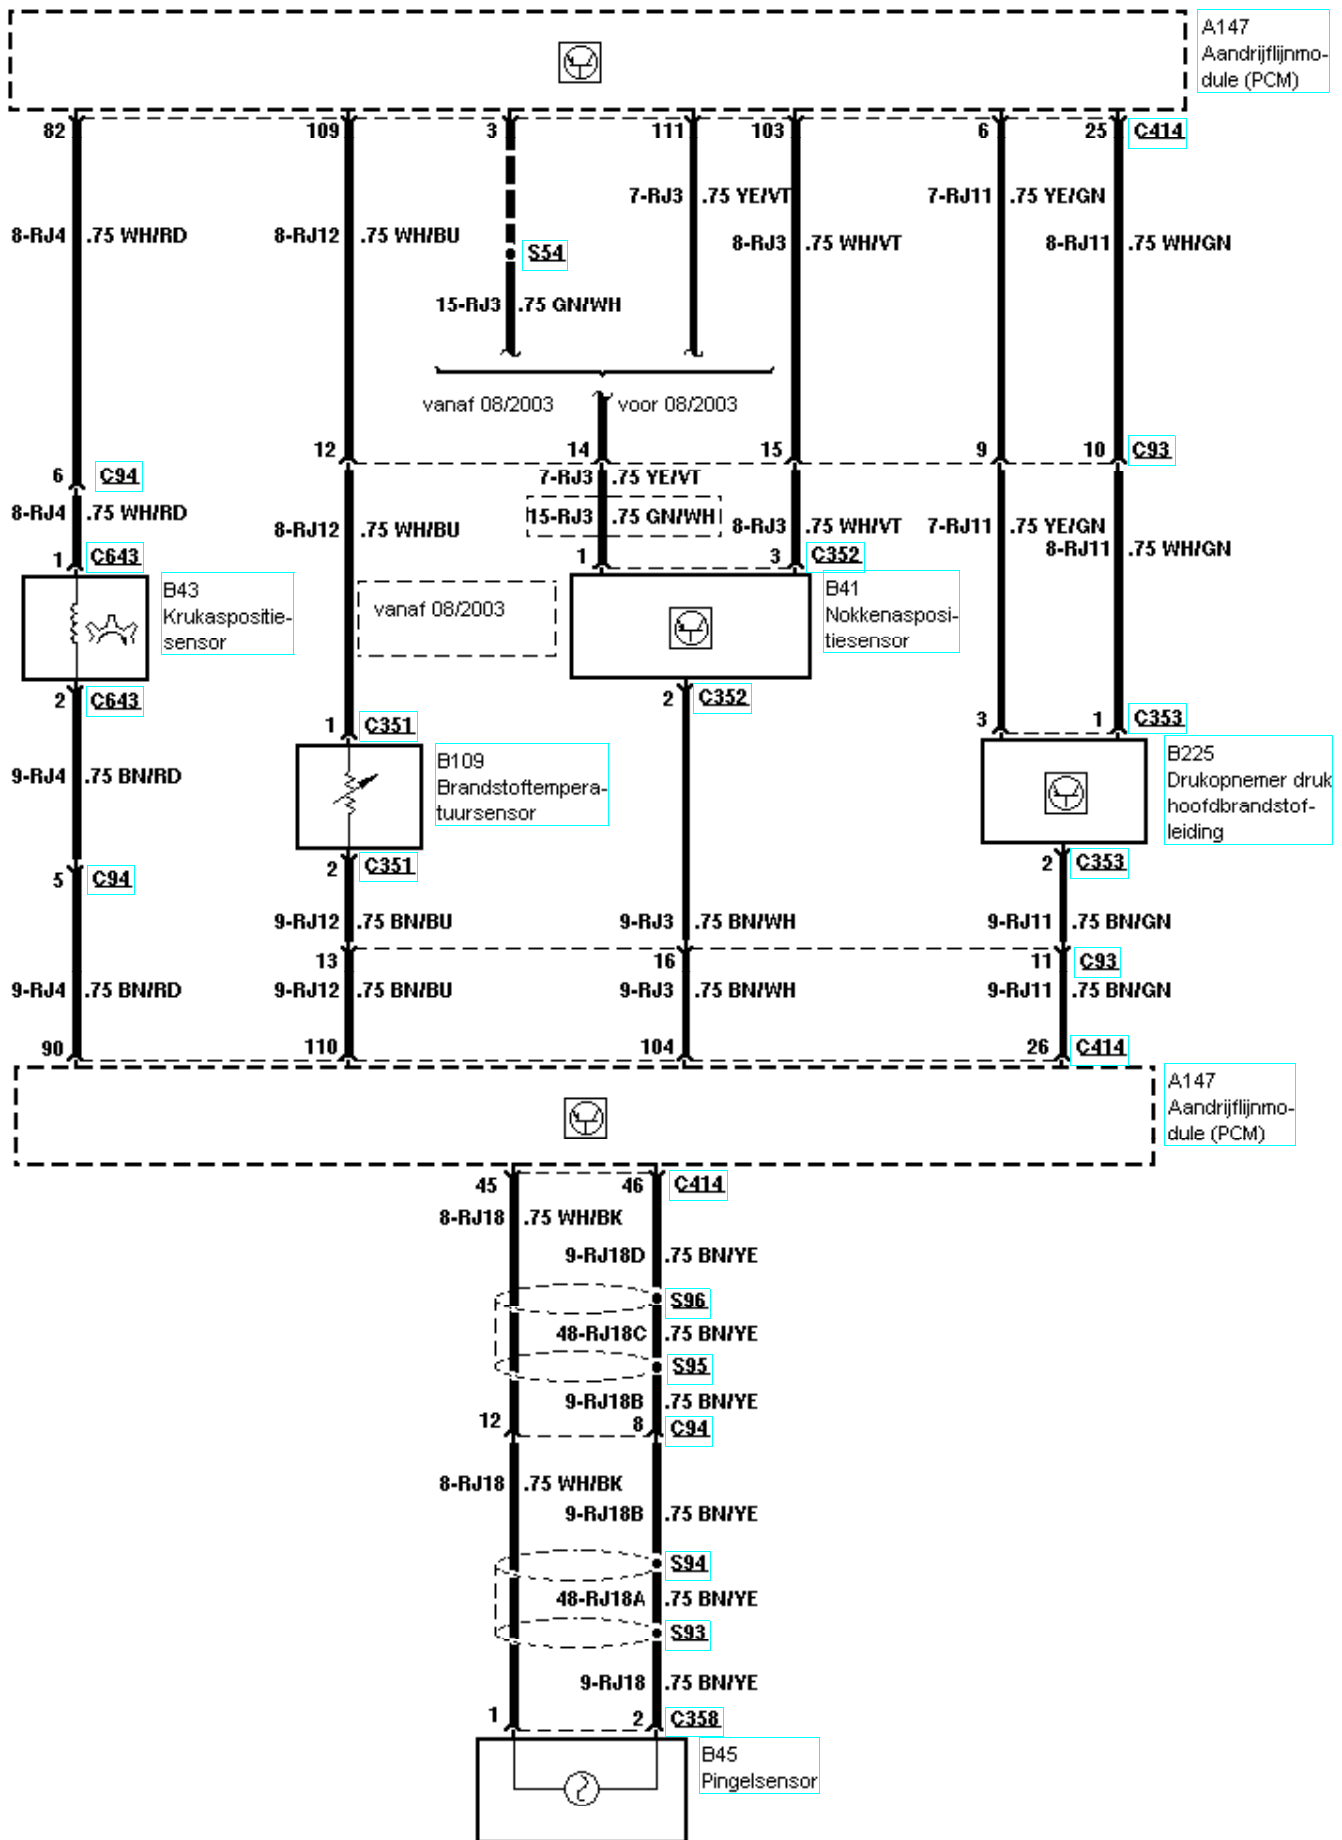 A147
Aandrijflijnmo-
dule (PCM)
82 109 3 111 103 6 25 C414
7-RJ3 .75 YE/VT 7-RJ11 .75 YE/GN
8-RJ4 .75 WH/RD 8-RJ12 .75 WH/BU 8-RJ3 .75 WH/VT 8-RJ11 .75 WH/GN
S54
15-RJ3 .75 GN/WH
vanaf 08/2003 voor 08/2003
12 14 15 9 10 C93
6 C94 7-RJ3 .75 YE/VT
8-RJ4 .75 WH/RD 15-RJ3 .75 GN/WH
8-RJ12 .75 WH/BU 8-RJ3 .75 WH/VT 7-RJ11 .75 YE/GN
8-RJ11 .75 WH/GN
1 C643 1 3 C352
B43
Krukaspositie-
sensor
vanaf 08/2003
B41
Nokkenasposi-
tiesensor
2 C643 2 C352
1 C351 3 1 C353
9-RJ4 .75 BN/RD
B109
Brandstoftempera-
tuursensor
B225
Drukopnemer druk
hoofdbrandstof-
leiding
5 C94 2 C351 2 C353
9-RJ12 .75 BN/BU 9-RJ3 .75 BN/WH 9-RJ11 .75 BN/GN
13 16 11 C93
9-RJ4 .75 BN/RD 9-RJ12 .75 BN/BU 9-RJ3 .75 BN/WH 9-RJ11 .75 BN/GN
90 110 104 26 C414
A147
Aandrijflijnmo-
dule (PCM)
45 46 C414
8-RJ18 .75 WH/BK
9-RJ18D .75 BN/YE
S96
48-RJ18C .75 BN/YE
S95
9-RJ18B .75 BN/YE
12 8 C94
8-RJ18 .75 WH/BK
9-RJ18B .75 BN/YE
S94
48-RJ18A .75 BN/YE
S93
9-RJ18 .75 BN/YE
1 2 C358
B45
Pingelsensor